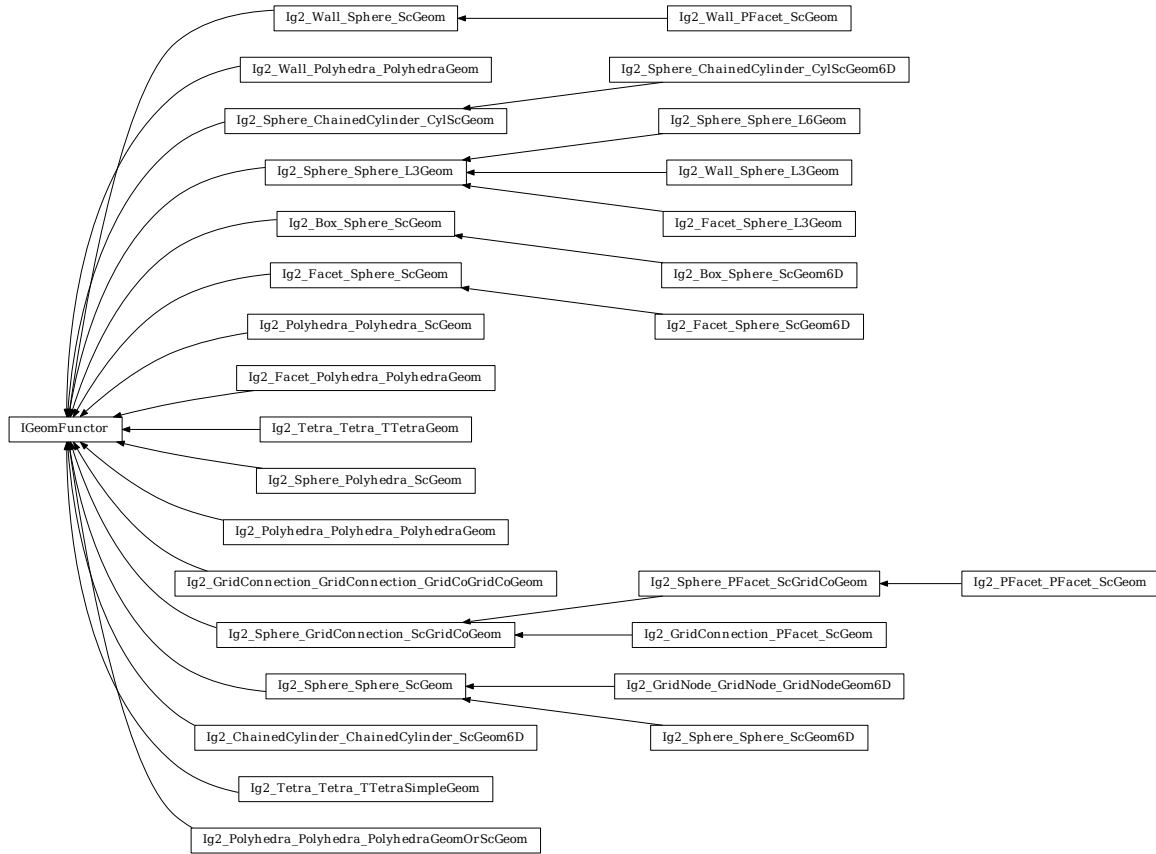 Ig2_Wall_Sphere_ScGeom
Ig2_Wall_PFacet_ScGeom
Ig2_Wall_Polyhedra_PolyhedraGeom
Ig2_Sphere_ChainedCylinder_CylScGeom6D
Ig2_Sphere_ChainedCylinder_CylScGeom
Ig2_Sphere_Sphere_L6Geom
Ig2_Sphere_Sphere_L3Geom
Ig2_Wall_Sphere_L3Geom
Ig2_Box_Sphere_ScGeom
Ig2_Facet_Sphere_L3Geom
Ig2_Facet_Sphere_ScGeom
Ig2_Box_Sphere_ScGeom6D
Ig2_Polyhedra_Polyhedra_ScGeom
Ig2_Facet_Sphere_ScGeom6D
Ig2_Facet_Polyhedra_PolyhedraGeom
IGeomFunctor
Ig2_Tetra_Tetra_TTetraGeom
Ig2_Sphere_Polyhedra_ScGeom
Ig2_Polyhedra_Polyhedra_PolyhedraGeom
Ig2_GridConnection_GridConnection_GridCoGridCoGeom
Ig2_Sphere_PFacet_ScGridCoGeom
Ig2_PFacet_PFacet_ScGeom
Ig2_Sphere_GridConnection_ScGridCoGeom
Ig2_GridConnection_PFacet_ScGeom
Ig2_Sphere_Sphere_ScGeom
Ig2_GridNode_GridNode_GridNodeGeom6D
Ig2_ChainedCylinder_ChainedCylinder_ScGeom6D
Ig2_Sphere_Sphere_ScGeom6D
Ig2_Tetra_Tetra_TTetraSimpleGeom
Ig2_Polyhedra_Polyhedra_PolyhedraGeomOrScGeom